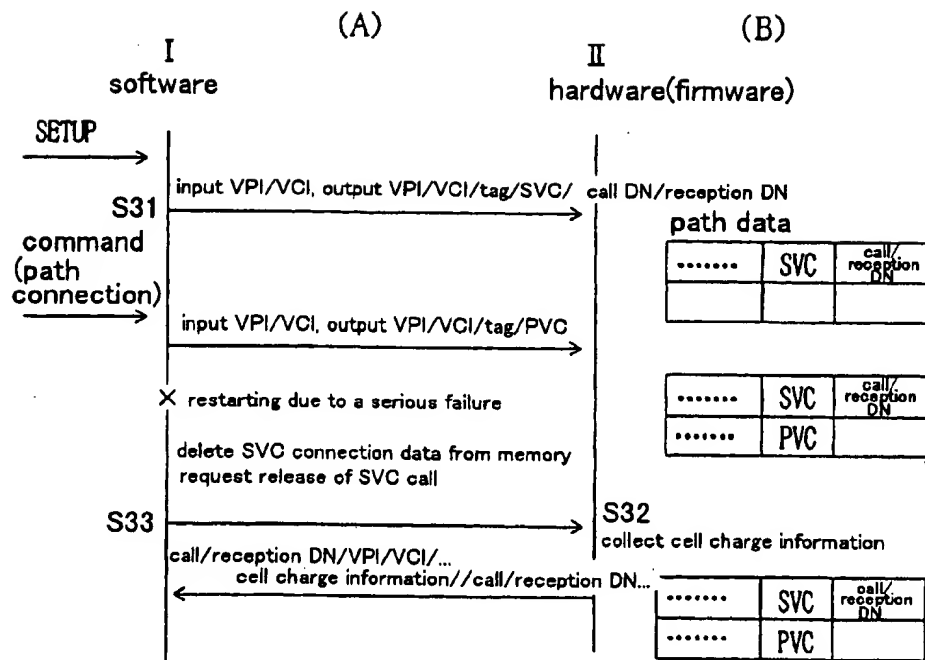 (A)
(B)
I
software
II
hardware(firmware)
SETUP
input VPI/VCI, output VPI/VCI/tag/SVC/ call DN/reception DN
S31
path data
command
(path
connection)
....... SVC call/reception DN
input VPI/VCI, output VPI/VCI/tag/PVC
× restarting due to a serious failure
....... SVC call/.reception DN
....... PVC
delete SVC connection data from memory
request release of SVC call
S33
S32
collect cell charge information
call/reception DN/VPI/VCI/...
cell charge information//call/reception DN...
....... SVC call/.reception DN
....... PVC